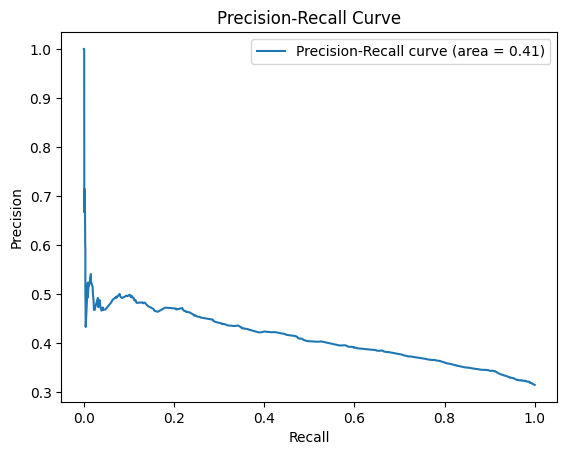 Precision-Recall Curve
Precision-Recall curve (area = 0.41)
Precision
1.0
0.9
0.8
0.7
0.6
0.5
0.4
0.3
0.0 0.2 0.4 0.6 0.8 1.0
Recall